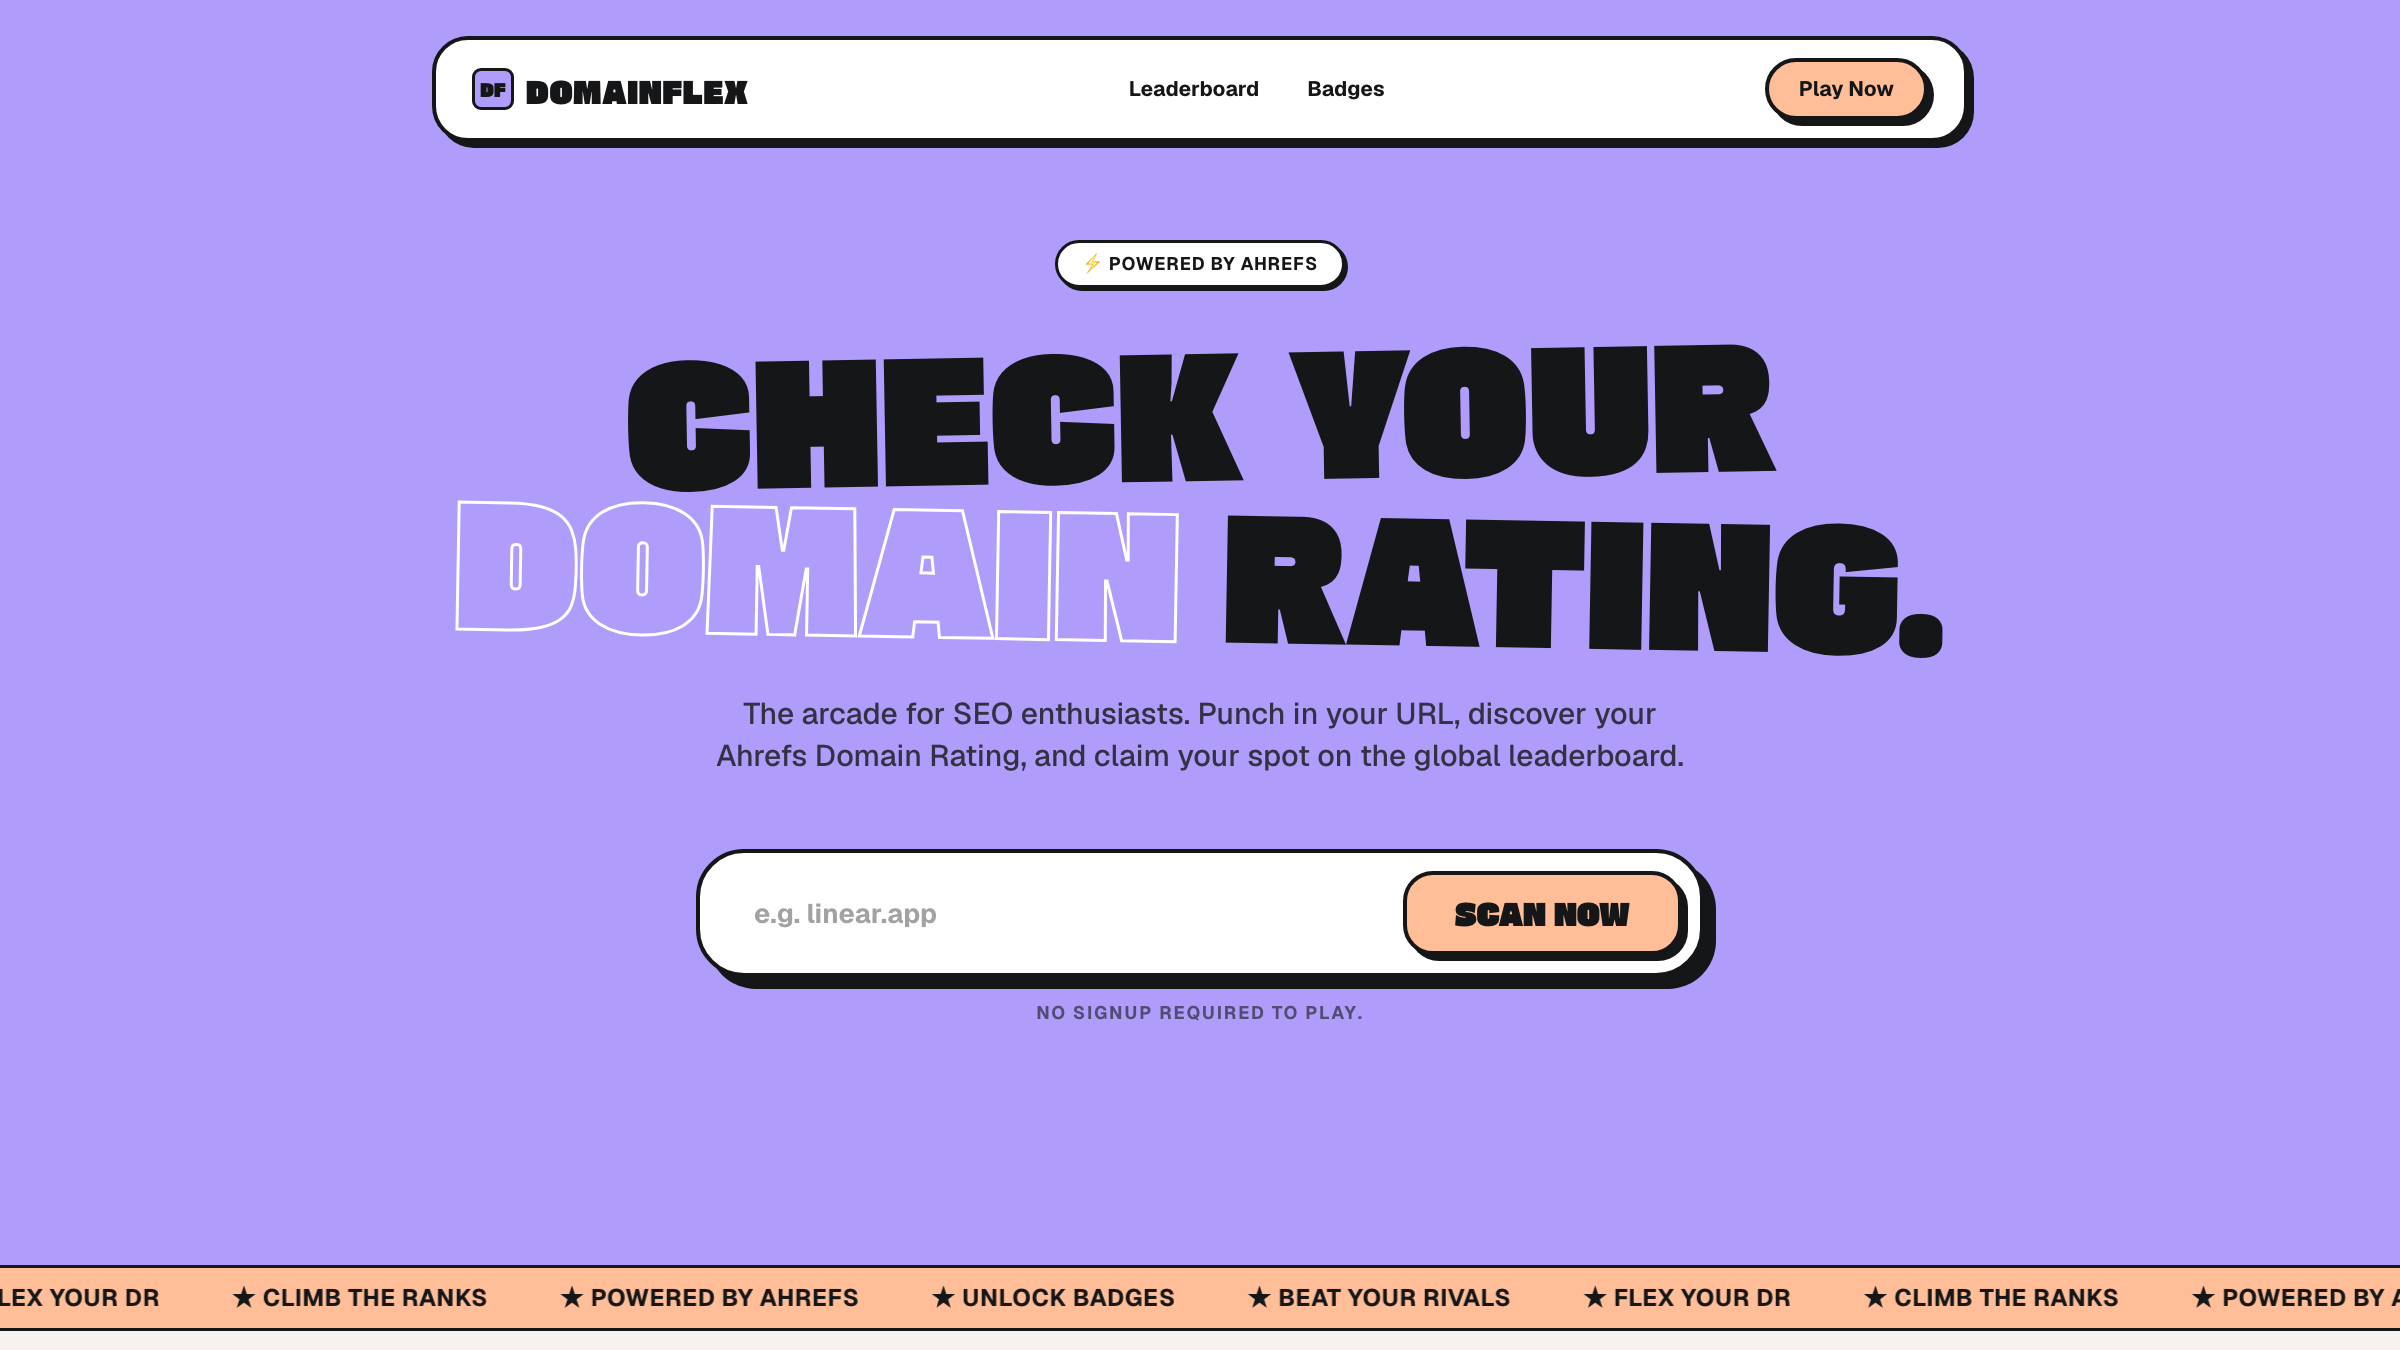 DF DOMAINFLEX
Leaderboard
Badges
Play Now
⚡ POWERED BY AHREFS
CHECK YOUR
DOMAIN RATING.
The arcade for SEO enthusiasts. Punch in your URL, discover your
Ahrefs Domain Rating, and claim your spot on the global leaderboard.
e.g. linear.app
SCAN NOW
NO SIGNUP REQUIRED TO PLAY.
LEX YOUR DR ★ CLIMB THE RANKS ★ POWERED BY AHREFS ★ UNLOCK BADGES ★ BEAT YOUR RIVALS ★ FLEX YOUR DR ★ CLIMB THE RANKS ★ POWERED BY A